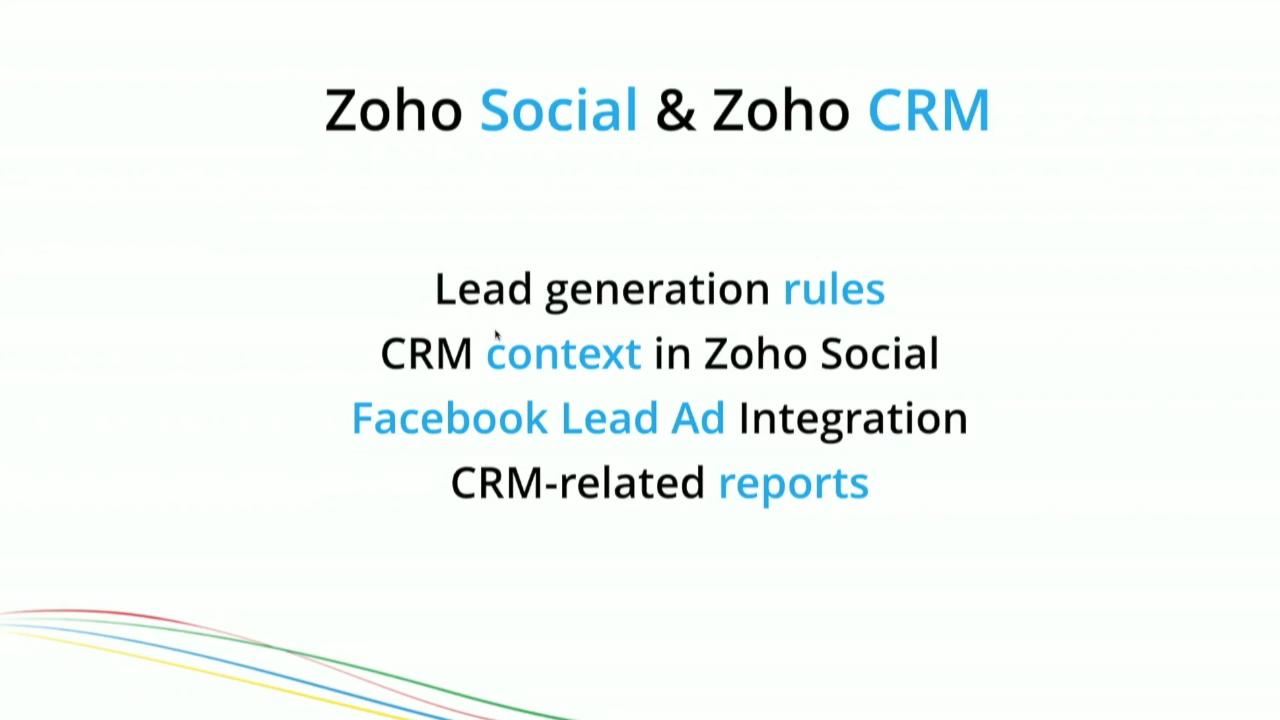 Zoho Social & Zoho CRM
Lead generation rules
CRM context in Zoho Social
Facebook Lead Ad Integration
CRM-related reports